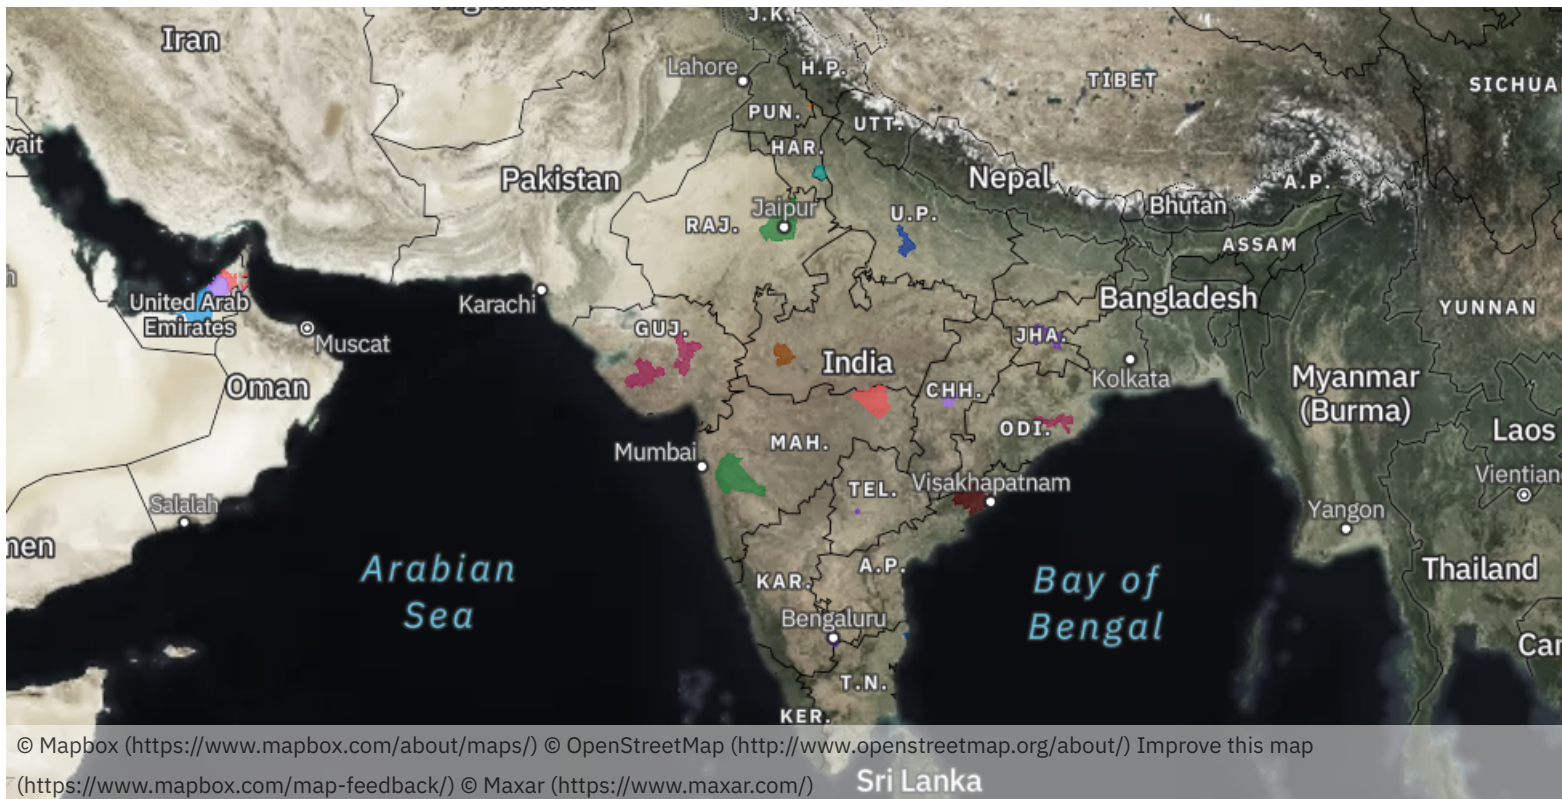 J.K.
Iran
Lahore
H.P.
TIBET
SICHUA
PUN.
UTT.
wait
HAR.
Pakistan
Nepal
A.P.
Bhutan
Jaipur
RAJ.
U.P.
ASSAM
United Arab
Emirates
Karachi
Bangladesh
YUNNAN
GUJ.
JHA.
Muscat
India
Kolkata
Myanmar
(Burma)
Oman
CHH.
ODI.
Laos
MAH.
Mumbai
Vientian
TEL.
Visakhapatnam
Salalah
Yangon
men
Arabian
Sea
A.P.
KAR.
Bay of
Bengal
Thailand
Bengaluru
Car
T.N.
KER.
© Mapbox (https://www.mapbox.com/about/maps/) © OpenStreetMap (http://www.openstreetmap.org/about/) Improve this map
(https://www.mapbox.com/map-feedback/) © Maxar (https://www.maxar.com/)
Sri Lanka